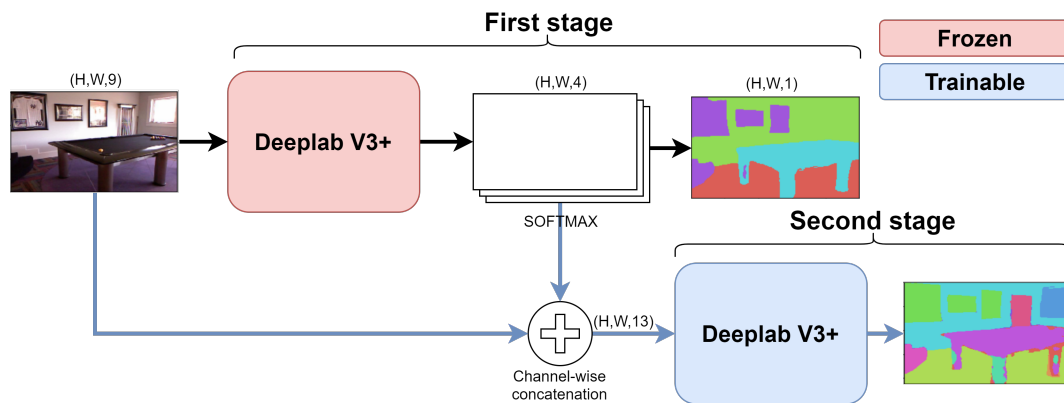 First stage
Frozen
Trainable
(H,W,9)
(H,W,4)
(H,W,1)
Deeplab V3+
SOFTMAX
Second stage
(H,W,13)
Deeplab V3+
Channel-wise
concatenation